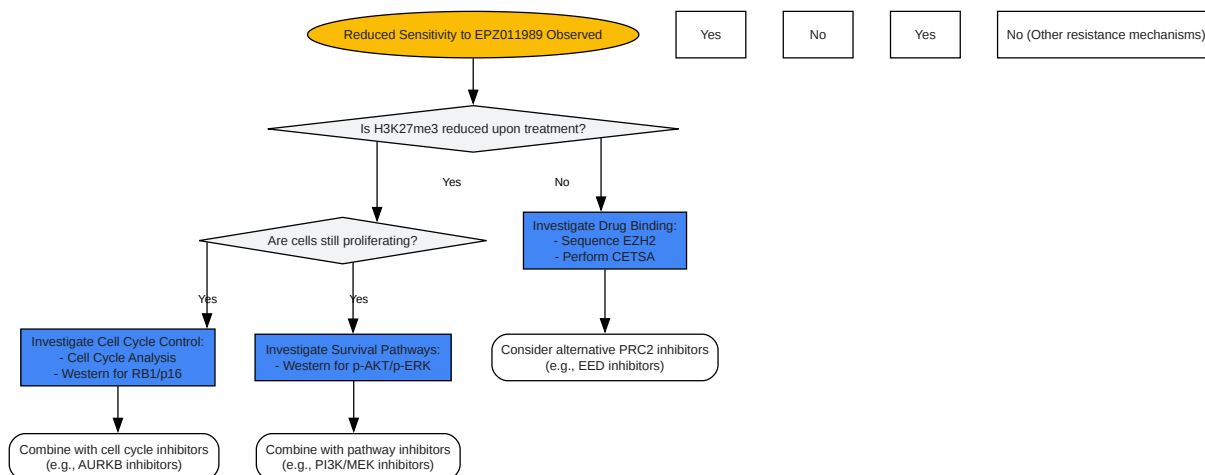 Reduced Sensitivity to EPZ011989 Observed
Yes
No
Yes
No (Other resistance mechanisms)
Is H3K27me3 reduced upon treatment?
Yes
No
Are cells still proliferating?
Investigate Drug Binding:
- Sequence EZH2
- Perform CETSA
Yes
Yes
Investigate Cell Cycle Control:
- Cell Cycle Analysis
- Western for RB1/p16
Investigate Survival Pathways:
- Western for p-AKT/p-ERK
Consider alternative PRC2 inhibitors
(e.g., EED inhibitors)
Combine with cell cycle inhibitors
(e.g., AURKB inhibitors)
Combine with pathway inhibitors
(e.g., PI3K/MEK inhibitors)